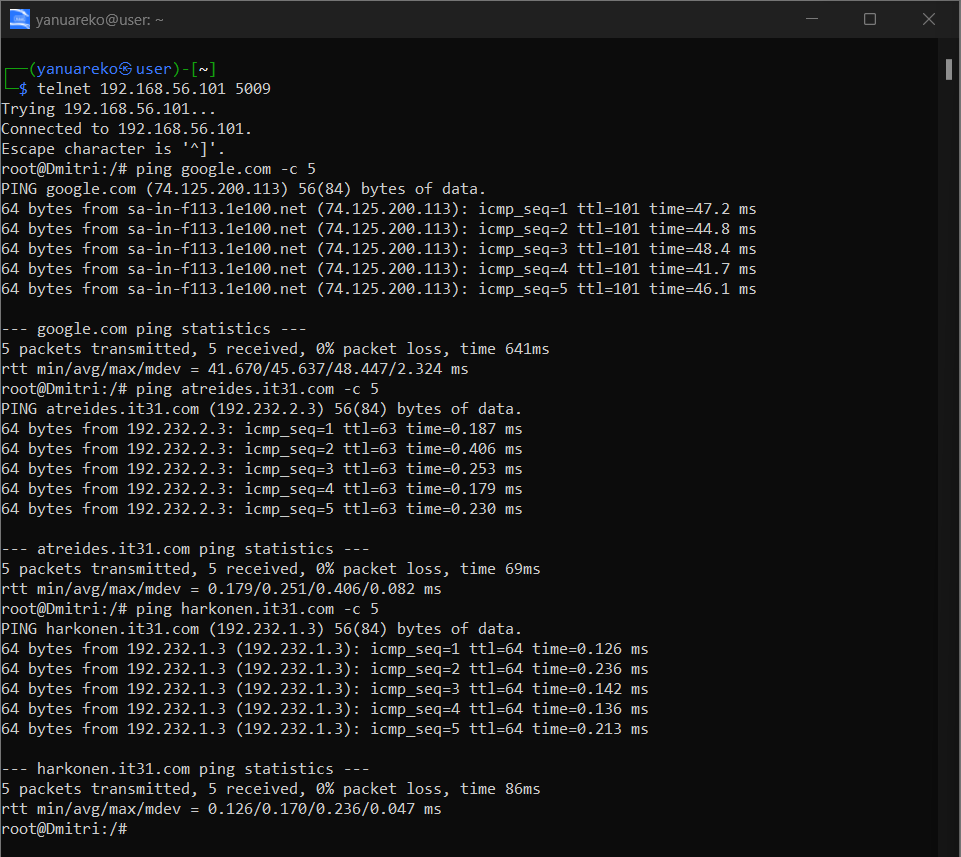 yanuareko@user: ~
┌──(yanuareko㉿user)-[~]
└─$ telnet 192.168.56.101 5009
Trying 192.168.56.101...
Connected to 192.168.56.101.
Escape character is '^]'.
root@Dmitri:/# ping google.com -c 5
PING google.com (74.125.200.113) 56(84) bytes of data.
64 bytes from sa-in-f113.1e100.net (74.125.200.113): icmp_seq=1 ttl=101 time=47.2 ms
64 bytes from sa-in-f113.1e100.net (74.125.200.113): icmp_seq=2 ttl=101 time=44.8 ms
64 bytes from sa-in-f113.1e100.net (74.125.200.113): icmp_seq=3 ttl=101 time=48.4 ms
64 bytes from sa-in-f113.1e100.net (74.125.200.113): icmp_seq=4 ttl=101 time=41.7 ms
64 bytes from sa-in-f113.1e100.net (74.125.200.113): icmp_seq=5 ttl=101 time=46.1 ms
--- google.com ping statistics ---
5 packets transmitted, 5 received, 0% packet loss, time 641ms
rtt min/avg/max/mdev = 41.670/45.637/48.447/2.324 ms
root@Dmitri:/# ping atreides.it31.com -c 5
PING atreides.it31.com (192.232.2.3) 56(84) bytes of data.
64 bytes from 192.232.2.3: icmp_seq=1 ttl=63 time=0.187 ms
64 bytes from 192.232.2.3: icmp_seq=2 ttl=63 time=0.406 ms
64 bytes from 192.232.2.3: icmp_seq=3 ttl=63 time=0.253 ms
64 bytes from 192.232.2.3: icmp_seq=4 ttl=63 time=0.179 ms
64 bytes from 192.232.2.3: icmp_seq=5 ttl=63 time=0.230 ms
--- atreides.it31.com ping statistics ---
5 packets transmitted, 5 received, 0% packet loss, time 69ms
rtt min/avg/max/mdev = 0.179/0.251/0.406/0.082 ms
root@Dmitri:/# ping harkonen.it31.com -c 5
PING harkonen.it31.com (192.232.1.3) 56(84) bytes of data.
64 bytes from 192.232.1.3 (192.232.1.3): icmp_seq=1 ttl=64 time=0.126 ms
64 bytes from 192.232.1.3 (192.232.1.3): icmp_seq=2 ttl=64 time=0.236 ms
64 bytes from 192.232.1.3 (192.232.1.3): icmp_seq=3 ttl=64 time=0.142 ms
64 bytes from 192.232.1.3 (192.232.1.3): icmp_seq=4 ttl=64 time=0.136 ms
64 bytes from 192.232.1.3 (192.232.1.3): icmp_seq=5 ttl=64 time=0.213 ms
--- harkonen.it31.com ping statistics ---
5 packets transmitted, 5 received, 0% packet loss, time 86ms
rtt min/avg/max/mdev = 0.126/0.170/0.236/0.047 ms
root@Dmitri:/#